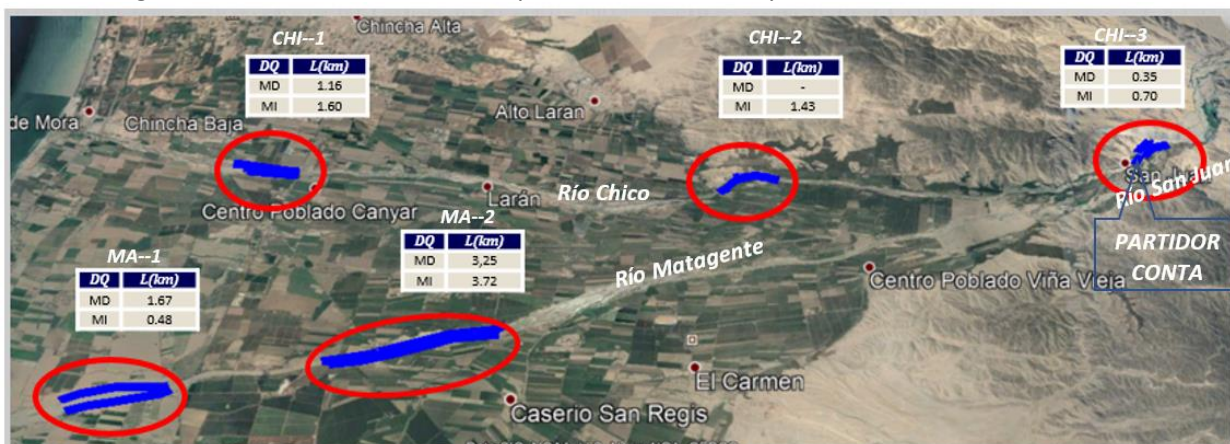 Chincha Alta
CHI--1
DQ L(km)
MD 1.16
MI 1.60
CHI--2
DQ L(km)
MD -
MI 1.43
CHI--3
DQ L(km)
MD 0.35
MI 0.70
de Mora
Chincha Baja
Alto Laran
San Juan
Río San Juan
Larán
Río Chico
Centro Poblado Canyar
MA--2
DQ L(km)
MD 3,25
MI 3.72
Río Matagente
PARTIDOR
CONTA
MA--1
DQ L(km)
MD 1.67
MI 0.48
Centro Poblado Viña Vieja
El Carmen
Caserio San Regis